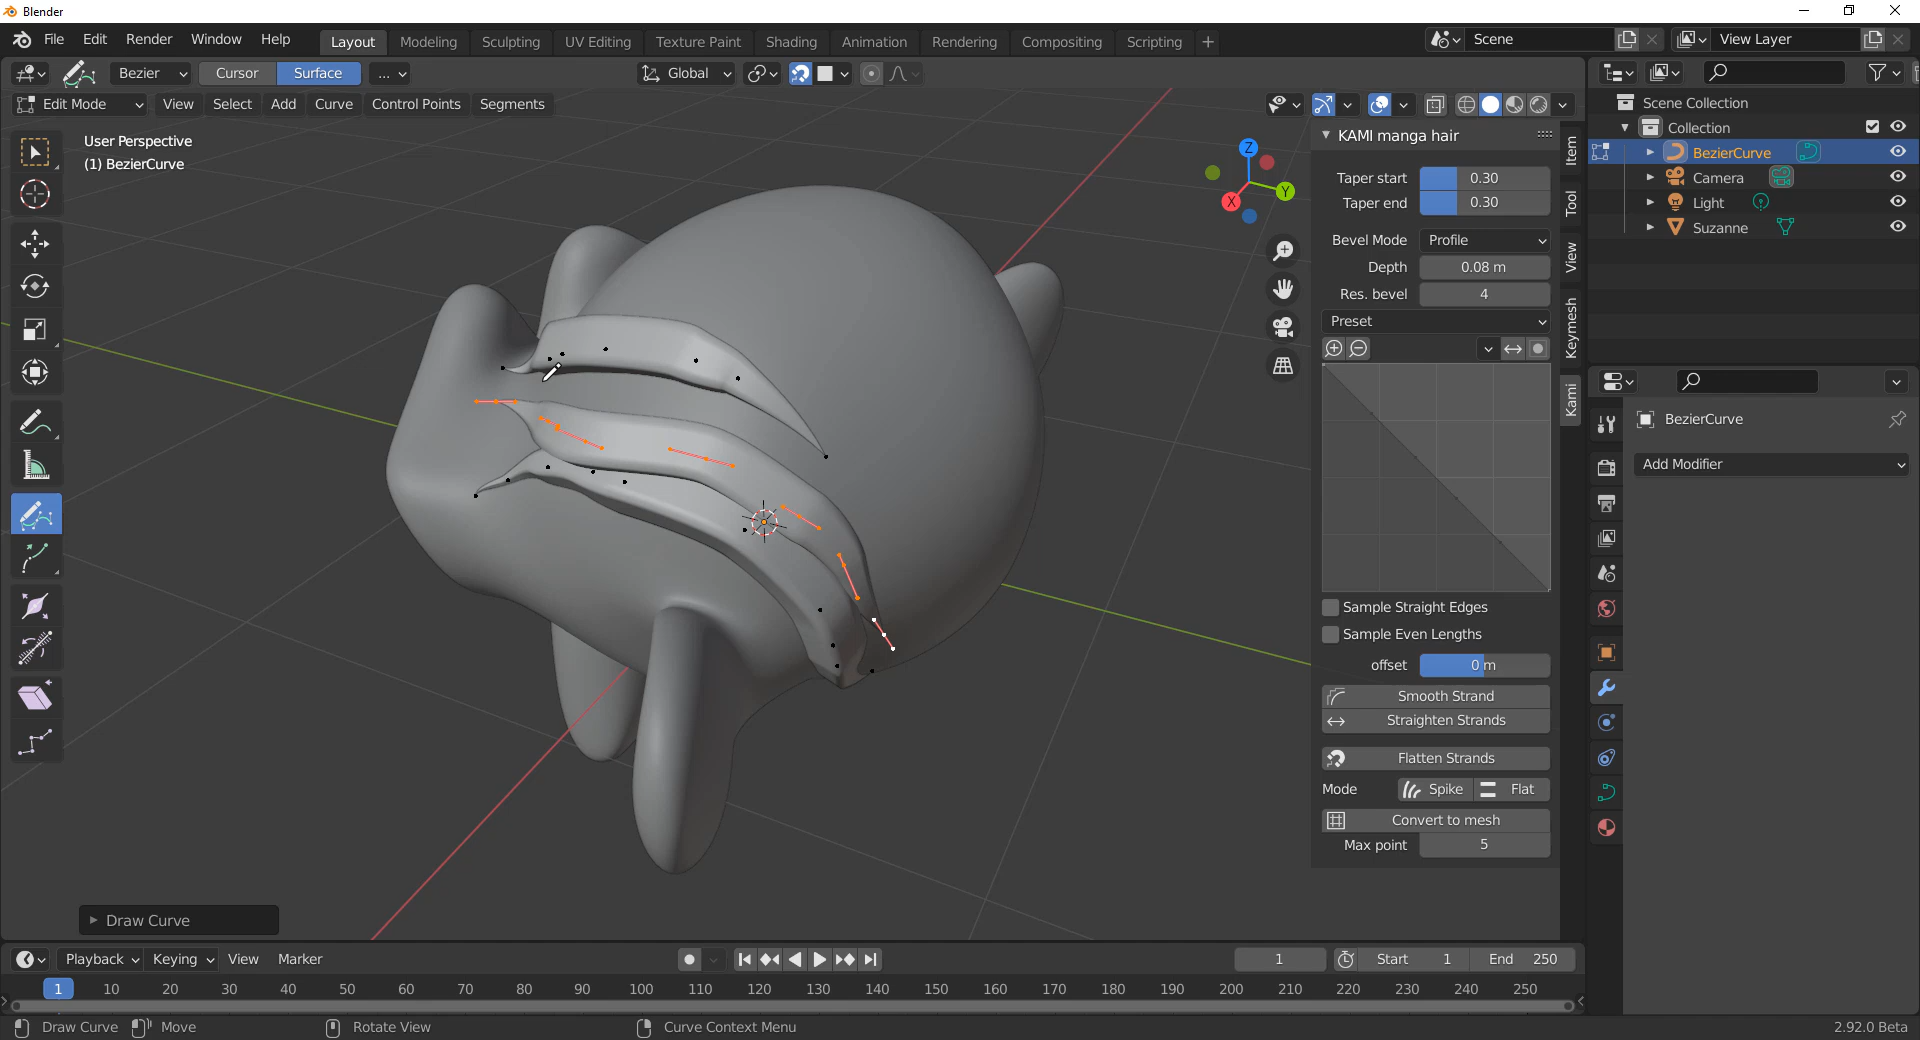 Blender
File Edit Render Window Help Layout Modeling Sculpting UV Editing Texture Paint Shading Animation Rendering Compositing Scripting + Scene View Layer
Bezier Cursor Surface ... Global
Edit Mode View Select Add Curve Control Points Segments
User Perspective
(1) BezierCurve
Z
Y
X
KAMI manga hair
Taper start 0.30
Taper end 0.30
Bevel Mode Profile
Depth 0.08 m
Res. bevel 4
Preset
Sample Straight Edges
Sample Even Lengths
offset 0 m
Smooth Strand
Straighten Strands
Flatten Strands
Mode Spike Flat
Convert to mesh
Max point 5
Item
Tool
View
Keymesh
Kami
Scene Collection
Collection
BezierCurve
Camera
Light
Suzanne
BezierCurve
Add Modifier
Draw Curve
Playback Keying View Marker 1 Start 1 End 250
1 10 20 30 40 50 60 70 80 90 100 110 120 130 140 150 160 170 180 190 200 210 220 230 240 250
Draw Curve Move Rotate View Curve Context Menu 2.92.0 Beta